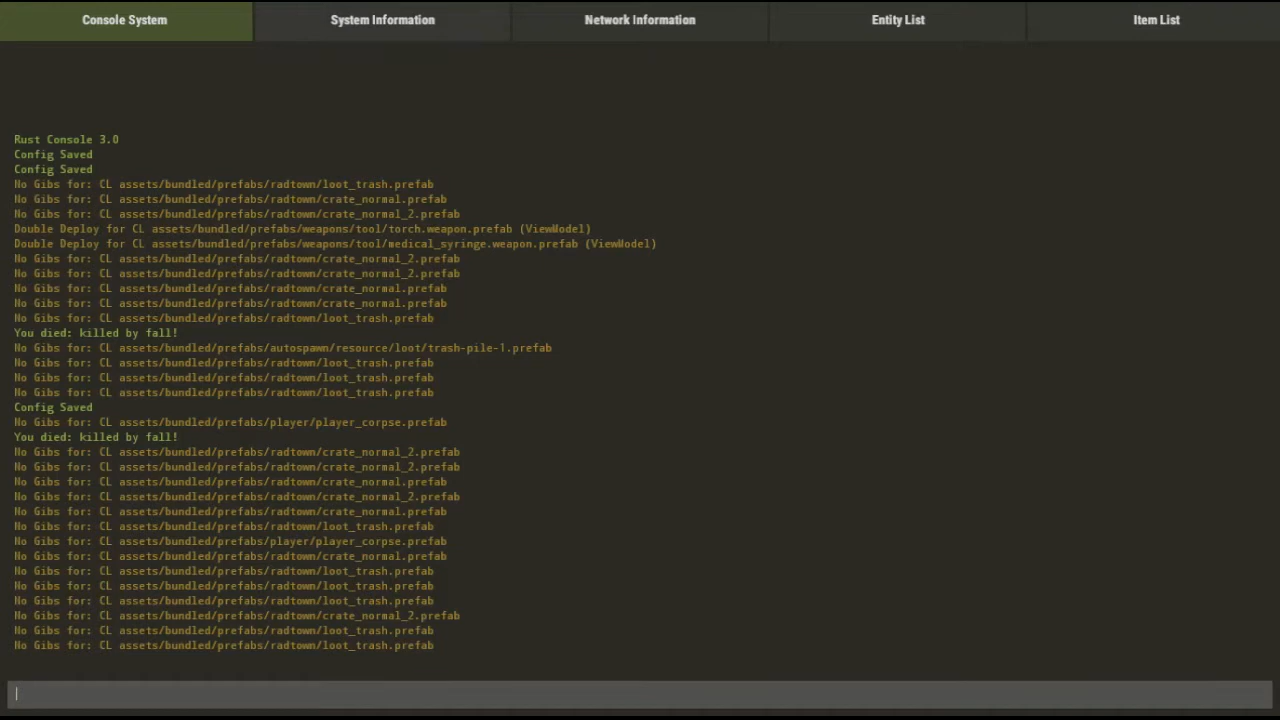 Console System
System Information
Network Information
Entity List
Item List
Rust Console 3.0
Config Saved
Config Saved
No Gibs for: CL assets/bundled/prefabs/radtown/loot_trash.prefab
No Gibs for: CL assets/bundled/prefabs/radtown/crate_normal.prefab
No Gibs for: CL assets/bundled/prefabs/radtown/crate_normal_2.prefab
Double Deploy for CL assets/bundled/prefabs/weapons/tool/torch.weapon.prefab (ViewModel)
Double Deploy for CL assets/bundled/prefabs/weapons/tool/medical_syringe.weapon.prefab (ViewModel)
No Gibs for: CL assets/bundled/prefabs/radtown/crate_normal_2.prefab
No Gibs for: CL assets/bundled/prefabs/radtown/crate_normal_2.prefab
No Gibs for: CL assets/bundled/prefabs/radtown/crate_normal.prefab
No Gibs for: CL assets/bundled/prefabs/radtown/crate_normal.prefab
No Gibs for: CL assets/bundled/prefabs/radtown/loot_trash.prefab
You died: killed by fall!
No Gibs for: CL assets/bundled/prefabs/autospawn/resource/loot/trash-pile-1.prefab
No Gibs for: CL assets/bundled/prefabs/radtown/loot_trash.prefab
No Gibs for: CL assets/bundled/prefabs/radtown/loot_trash.prefab
No Gibs for: CL assets/bundled/prefabs/radtown/loot_trash.prefab
Config Saved
No Gibs for: CL assets/bundled/prefabs/player/player_corpse.prefab
You died: killed by fall!
No Gibs for: CL assets/bundled/prefabs/radtown/crate_normal_2.prefab
No Gibs for: CL assets/bundled/prefabs/radtown/crate_normal_2.prefab
No Gibs for: CL assets/bundled/prefabs/radtown/crate_normal.prefab
No Gibs for: CL assets/bundled/prefabs/radtown/crate_normal_2.prefab
No Gibs for: CL assets/bundled/prefabs/radtown/crate_normal.prefab
No Gibs for: CL assets/bundled/prefabs/radtown/loot_trash.prefab
No Gibs for: CL assets/bundled/prefabs/player/player_corpse.prefab
No Gibs for: CL assets/bundled/prefabs/radtown/crate_normal.prefab
No Gibs for: CL assets/bundled/prefabs/radtown/loot_trash.prefab
No Gibs for: CL assets/bundled/prefabs/radtown/loot_trash.prefab
No Gibs for: CL assets/bundled/prefabs/radtown/loot_trash.prefab
No Gibs for: CL assets/bundled/prefabs/radtown/crate_normal_2.prefab
No Gibs for: CL assets/bundled/prefabs/radtown/loot_trash.prefab
No Gibs for: CL assets/bundled/prefabs/radtown/loot_trash.prefab